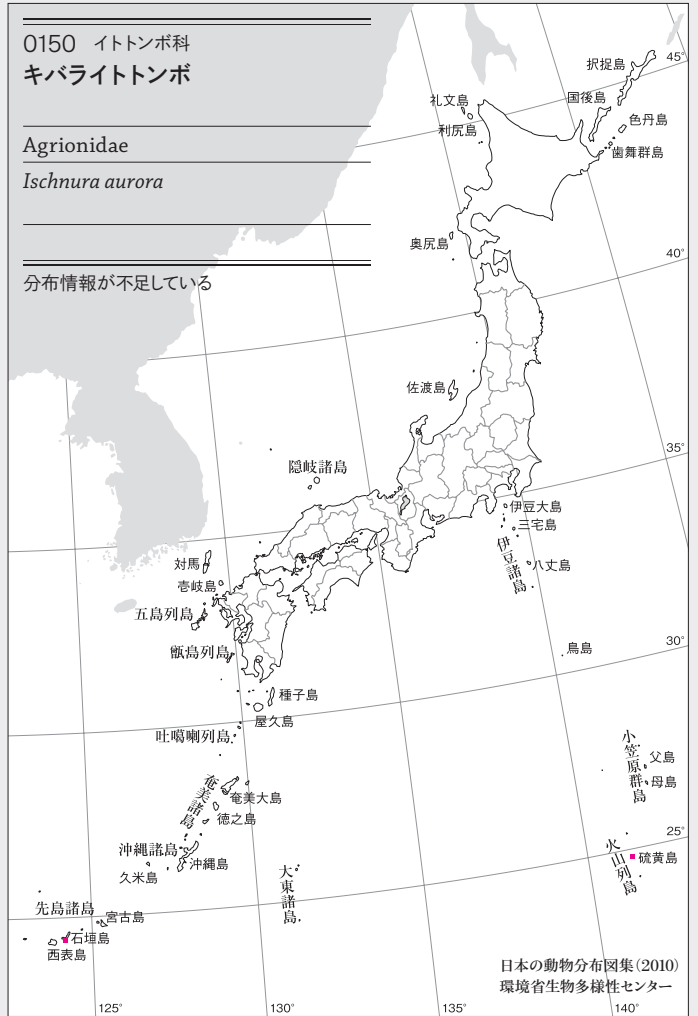 0150 イトトンボ科
キバライトトンボ
Agrionidae
Ischnura aurora
分布情報が不足している
択捉島
45°
国後島
礼文島
色丹島
利尻島
歯舞群島
奥尻島
40°
佐渡島
35°
隠岐諸島
伊豆大島
三宅島
伊豆諸島
八丈島
対馬
壱岐島
五島列島
甑島列島
鳥島
30°
種子島
屋久島
吐噶喇列島
小笠原群島
父島
母島
奄美諸島
奄美大島
徳之島
25°
沖縄諸島
沖縄島
久米島
火山列島
硫黄島
大東諸島
先島諸島
宮古島
石垣島
西表島
日本の動物分布図集(2010)
環境省生物多様性センター
125°
130°
135°
140°